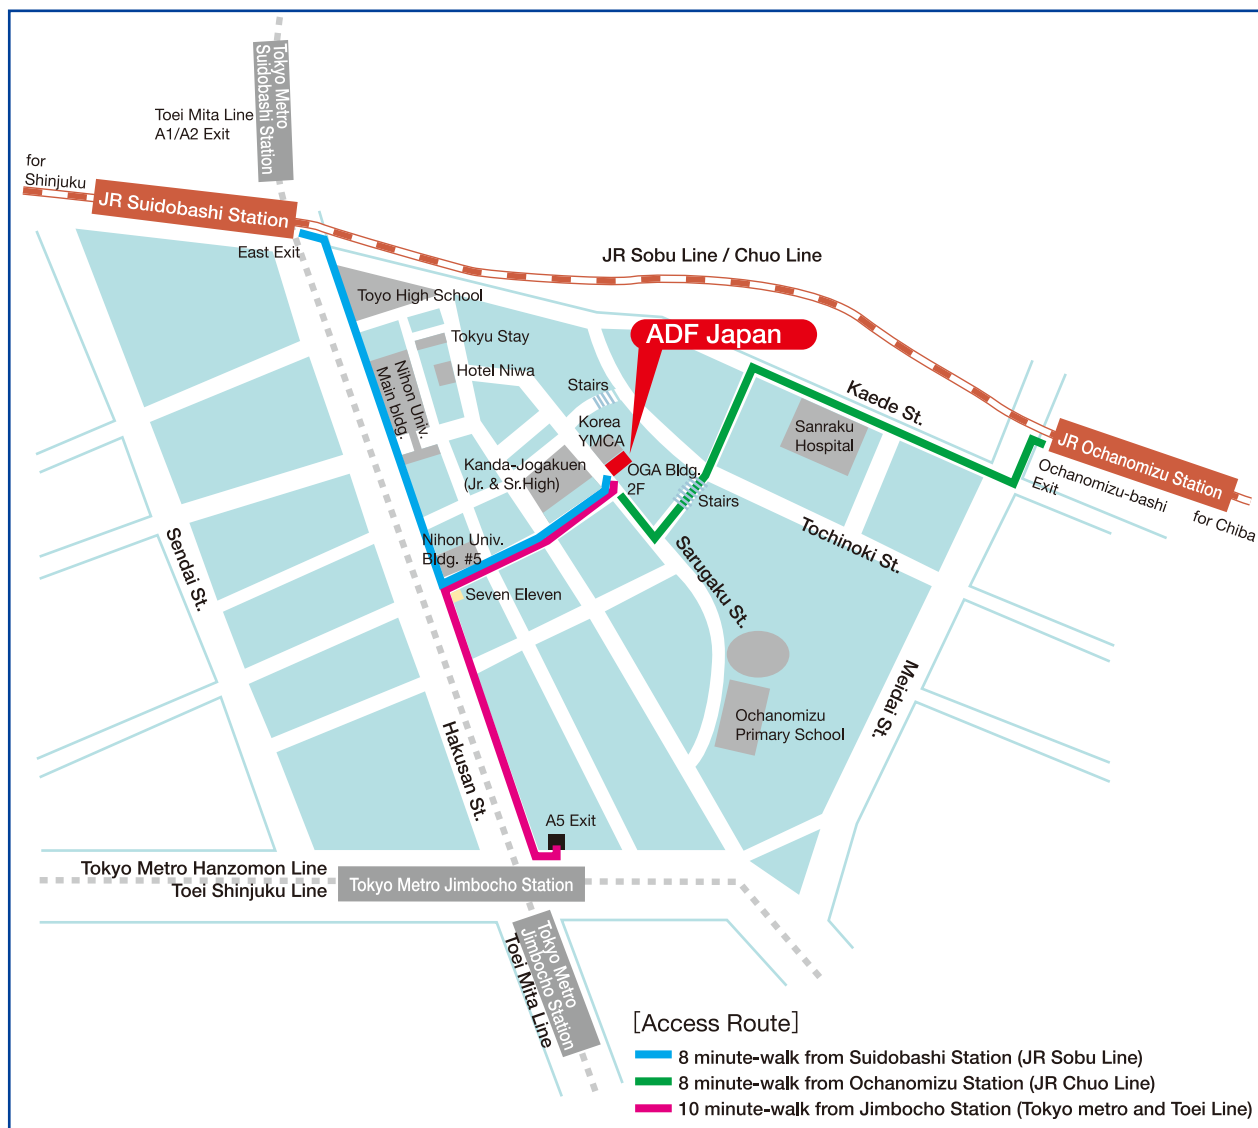 Tokyo Metro
Suidobashi Station
Toei Mita Line
A1/A2 Exit
for
Shinjuku
JR Suidobashi Station
East Exit
JR Sobu Line / Chuo Line
Toyo High School
ADF Japan
Tokyu Stay
Hotel Niwa
Nihon Univ.
Main bldg.
Stairs
Kaede St.
Korea
YMCA
Sanraku
Hospital
JR Ochanomizu Station
Kanda-Jogakuen
(Jr. & Sr.High)
OGA Bldg.
2F
Stairs
Ochanomizu-bashi
Exit
for Chiba
Tochinoki St.
Nihon Univ.
Bldg. #5
Sendai St.
Sarugaku St.
Seven Eleven
Meidai St.
Ochanomizu
Primary School
Hakusan St.
A5 Exit
Tokyo Metro Hanzomon Line
Toei Shinjuku Line
Tokyo Metro Jimbocho Station
Tokyo Metro
Jimbocho Station
Toei Mita Line
[Access Route]
8 minute-walk from Suidobashi Station (JR Sobu Line)
8 minute-walk from Ochanomizu Station (JR Chuo Line)
10 minute-walk from Jimbocho Station (Tokyo metro and Toei Line)